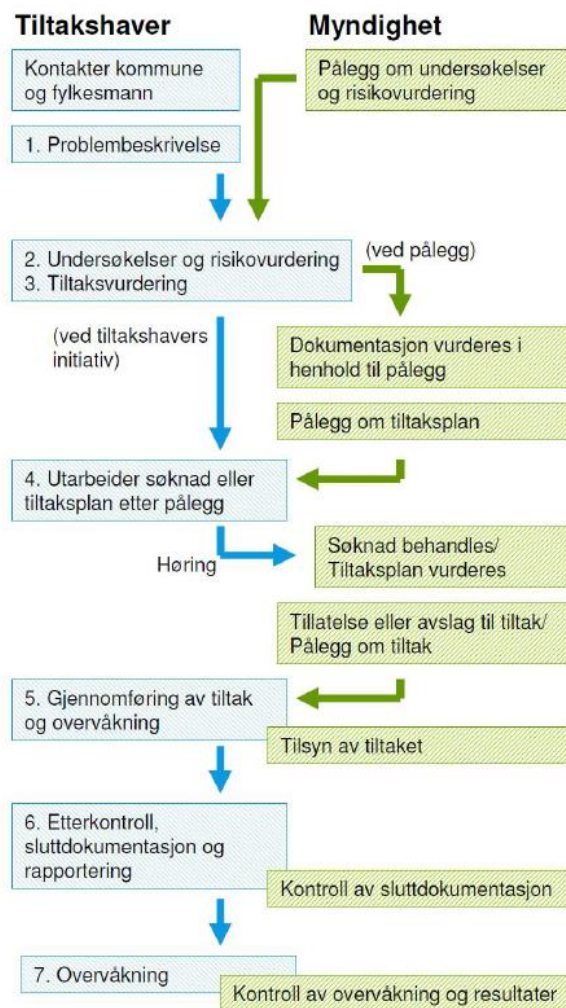 Tiltakshaver
Myndighet
Kontakter kommune
og fylkesmann
Pålegg om undersøkelser
og risikovurdering
1. Problembeskrivelse
2. Undersøkelser og risikovurdering
3. Tiltaksvurdering
(ved pålegg)
(ved tiltakshavers
initiativ)
Dokumentasjon vurderes i
henhold til pålegg
Pålegg om tiltaksplan
4. Utarbeider søknad eller
tiltaksplan etter pålegg
Høring
Søknad behandles/
Tiltaksplan vurderes
Tillatelse eller avslag til tiltak/
Pålegg om tiltak
5. Gjennomføring av tiltak
og overvåkning
Tilsyn av tiltaket
6. Etterkontroll,
sluttdokumentasjon og
rapportering
Kontroll av sluttdokumentasjon
7. Overvåkning
Kontroll av overvåkning og resultater